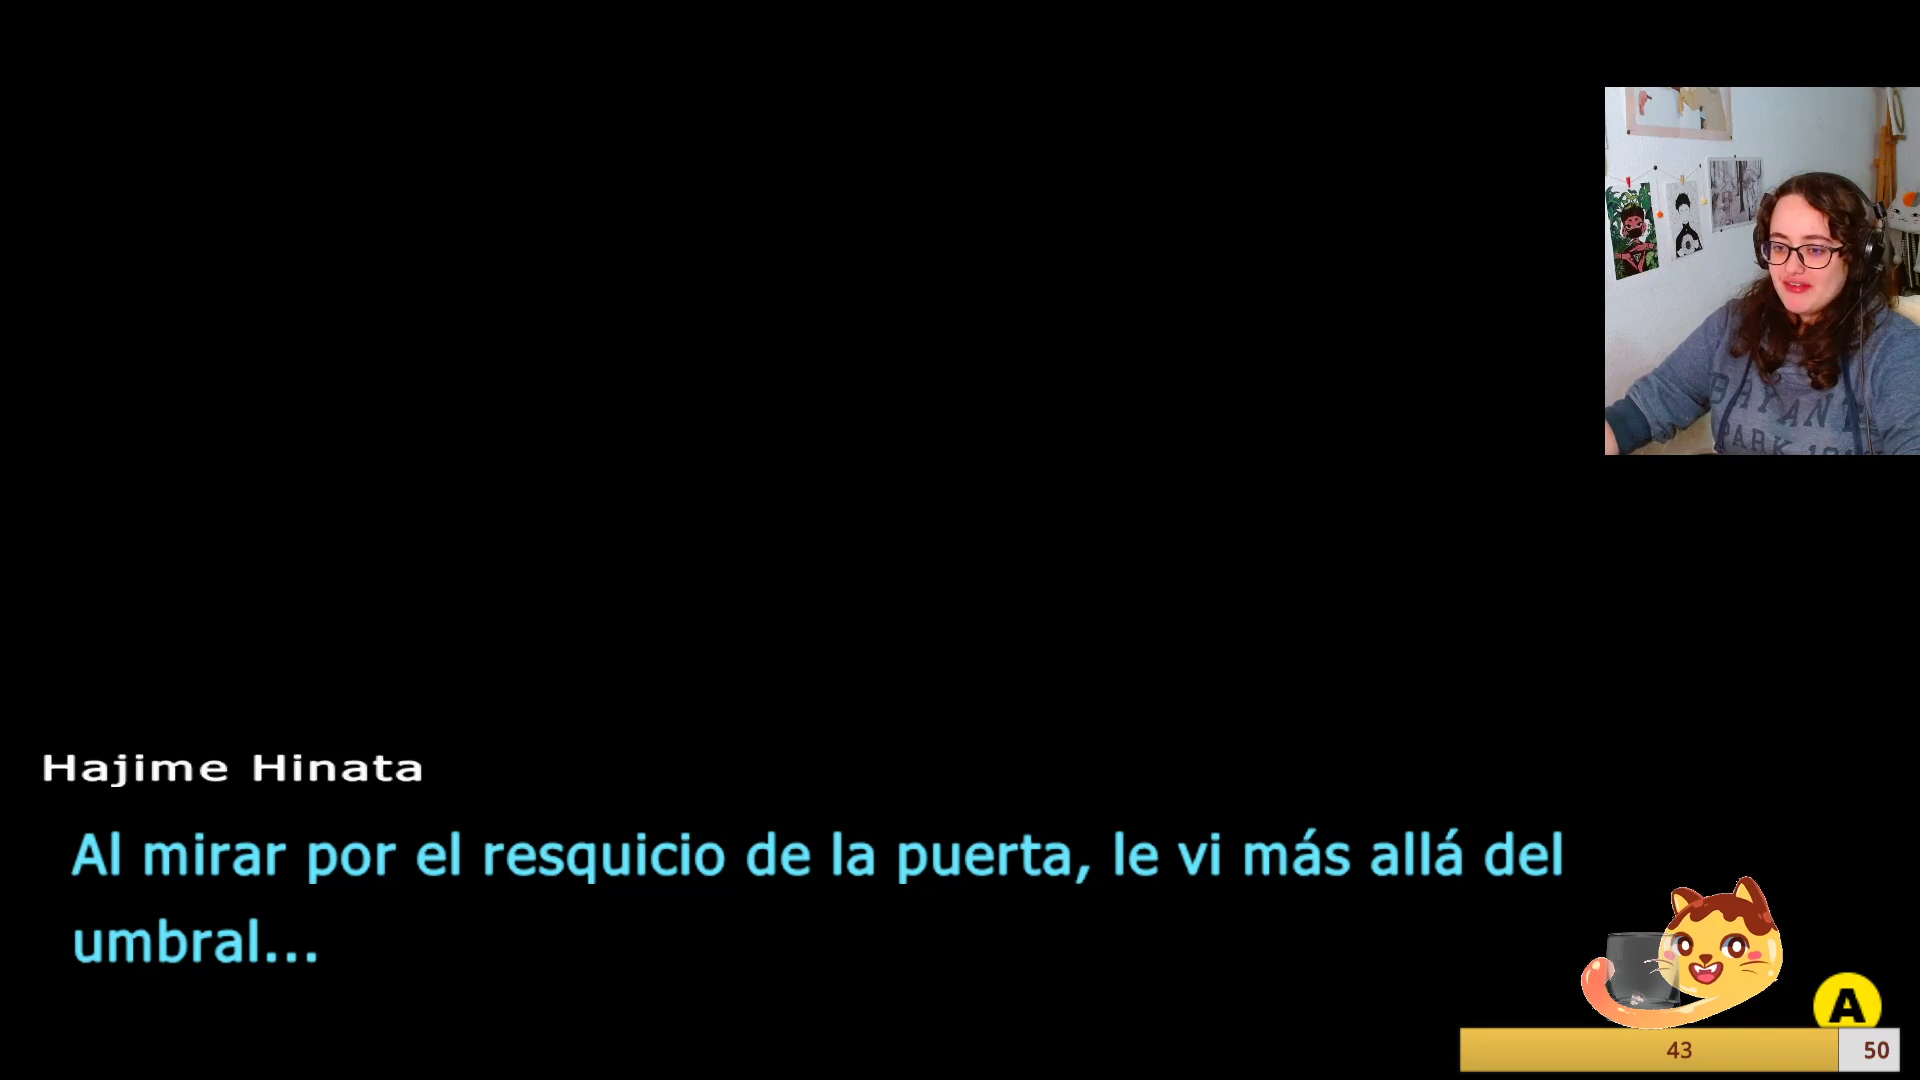 Hajime Hinata
Al mirar por el resquicio de la puerta, le vi más allá del
umbral...
A
43
50